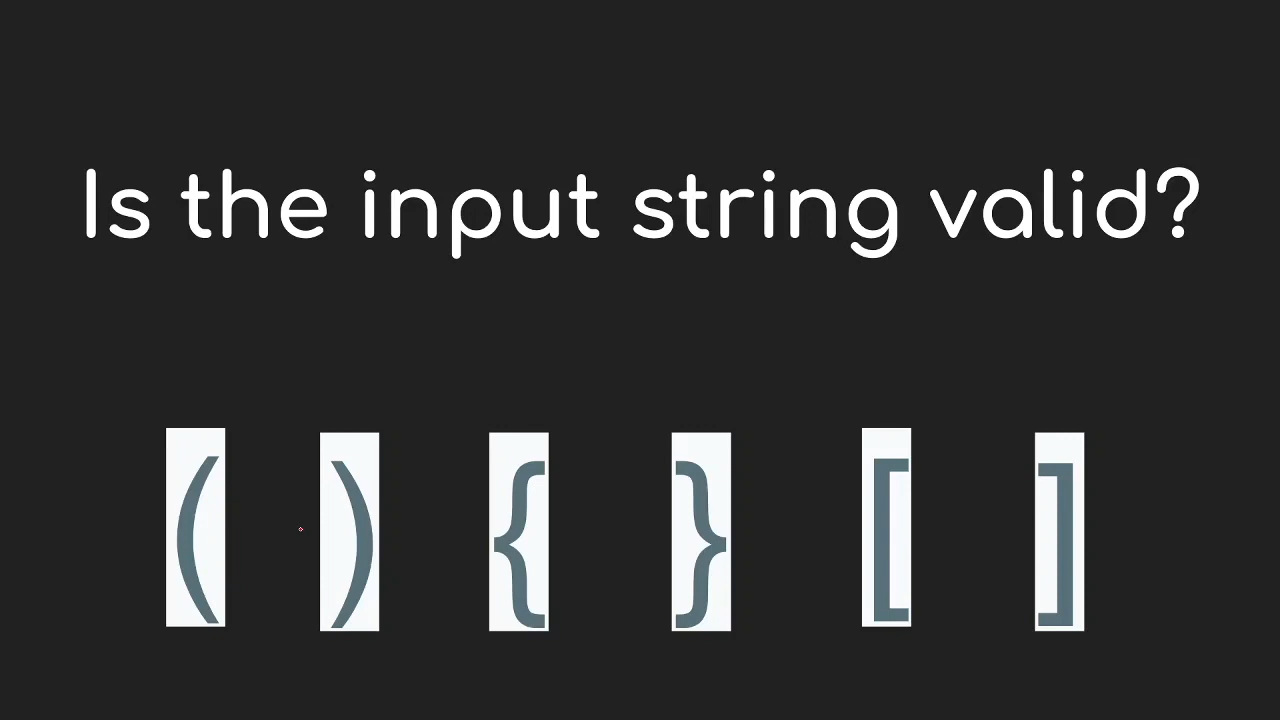 Is the input string valid?
( ) { } [ ]